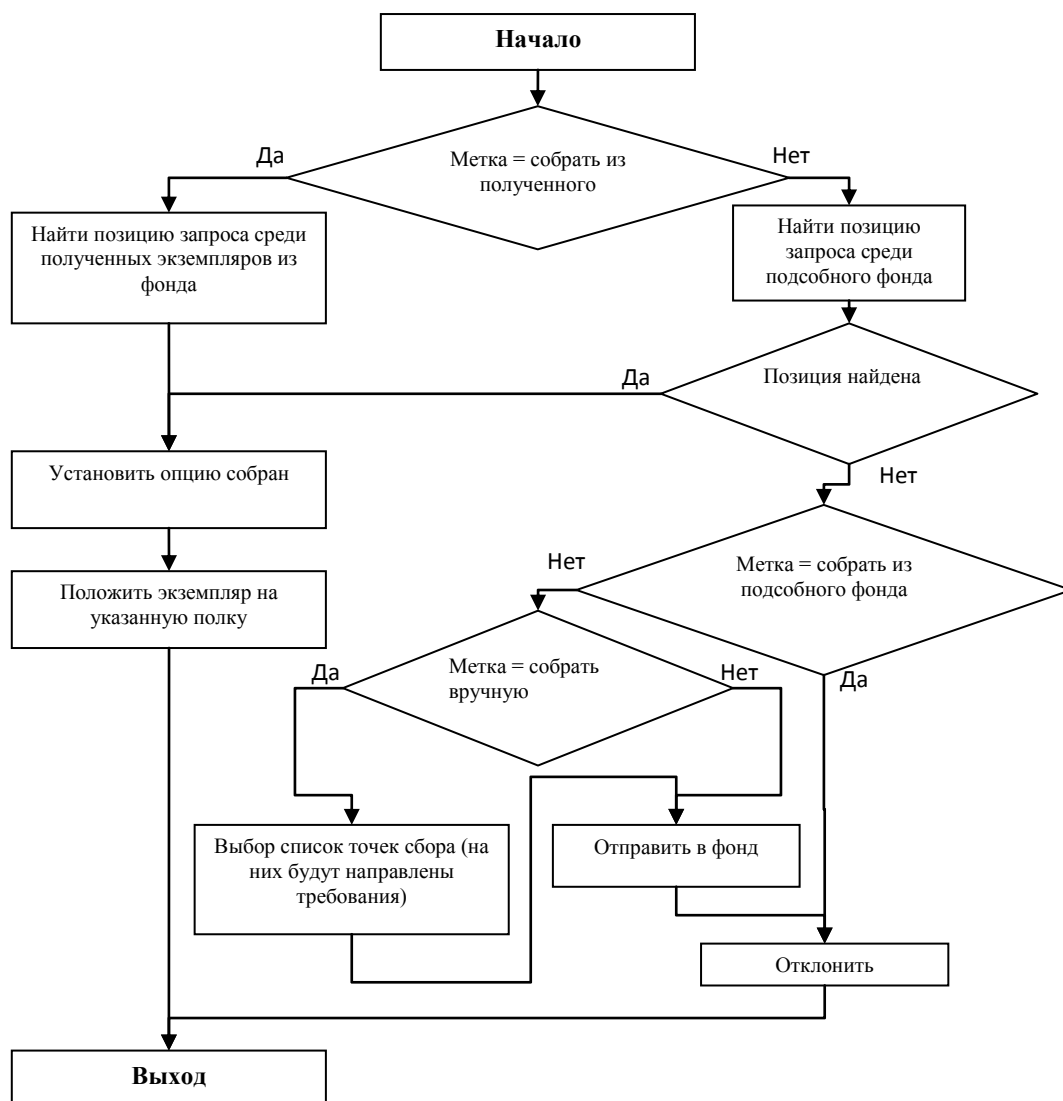 Начало
Метка = собрать из
полученного
Да
Нет
Найти позицию запроса среди
полученных экземпляров из
фонда
Найти позицию
запроса среди
подсобного фонда
Да
Позиция найдена
Установить опцию собран
Нет
Метка = собрать из
подсобного фонда
Нет
Положить экземпляр на
указанную полку
Да
Метка = собрать
вручную
Нет
Да
Выбор список точек сбора (на
них будут направлены
требования)
Отправить в фонд
Отклонить
Выход